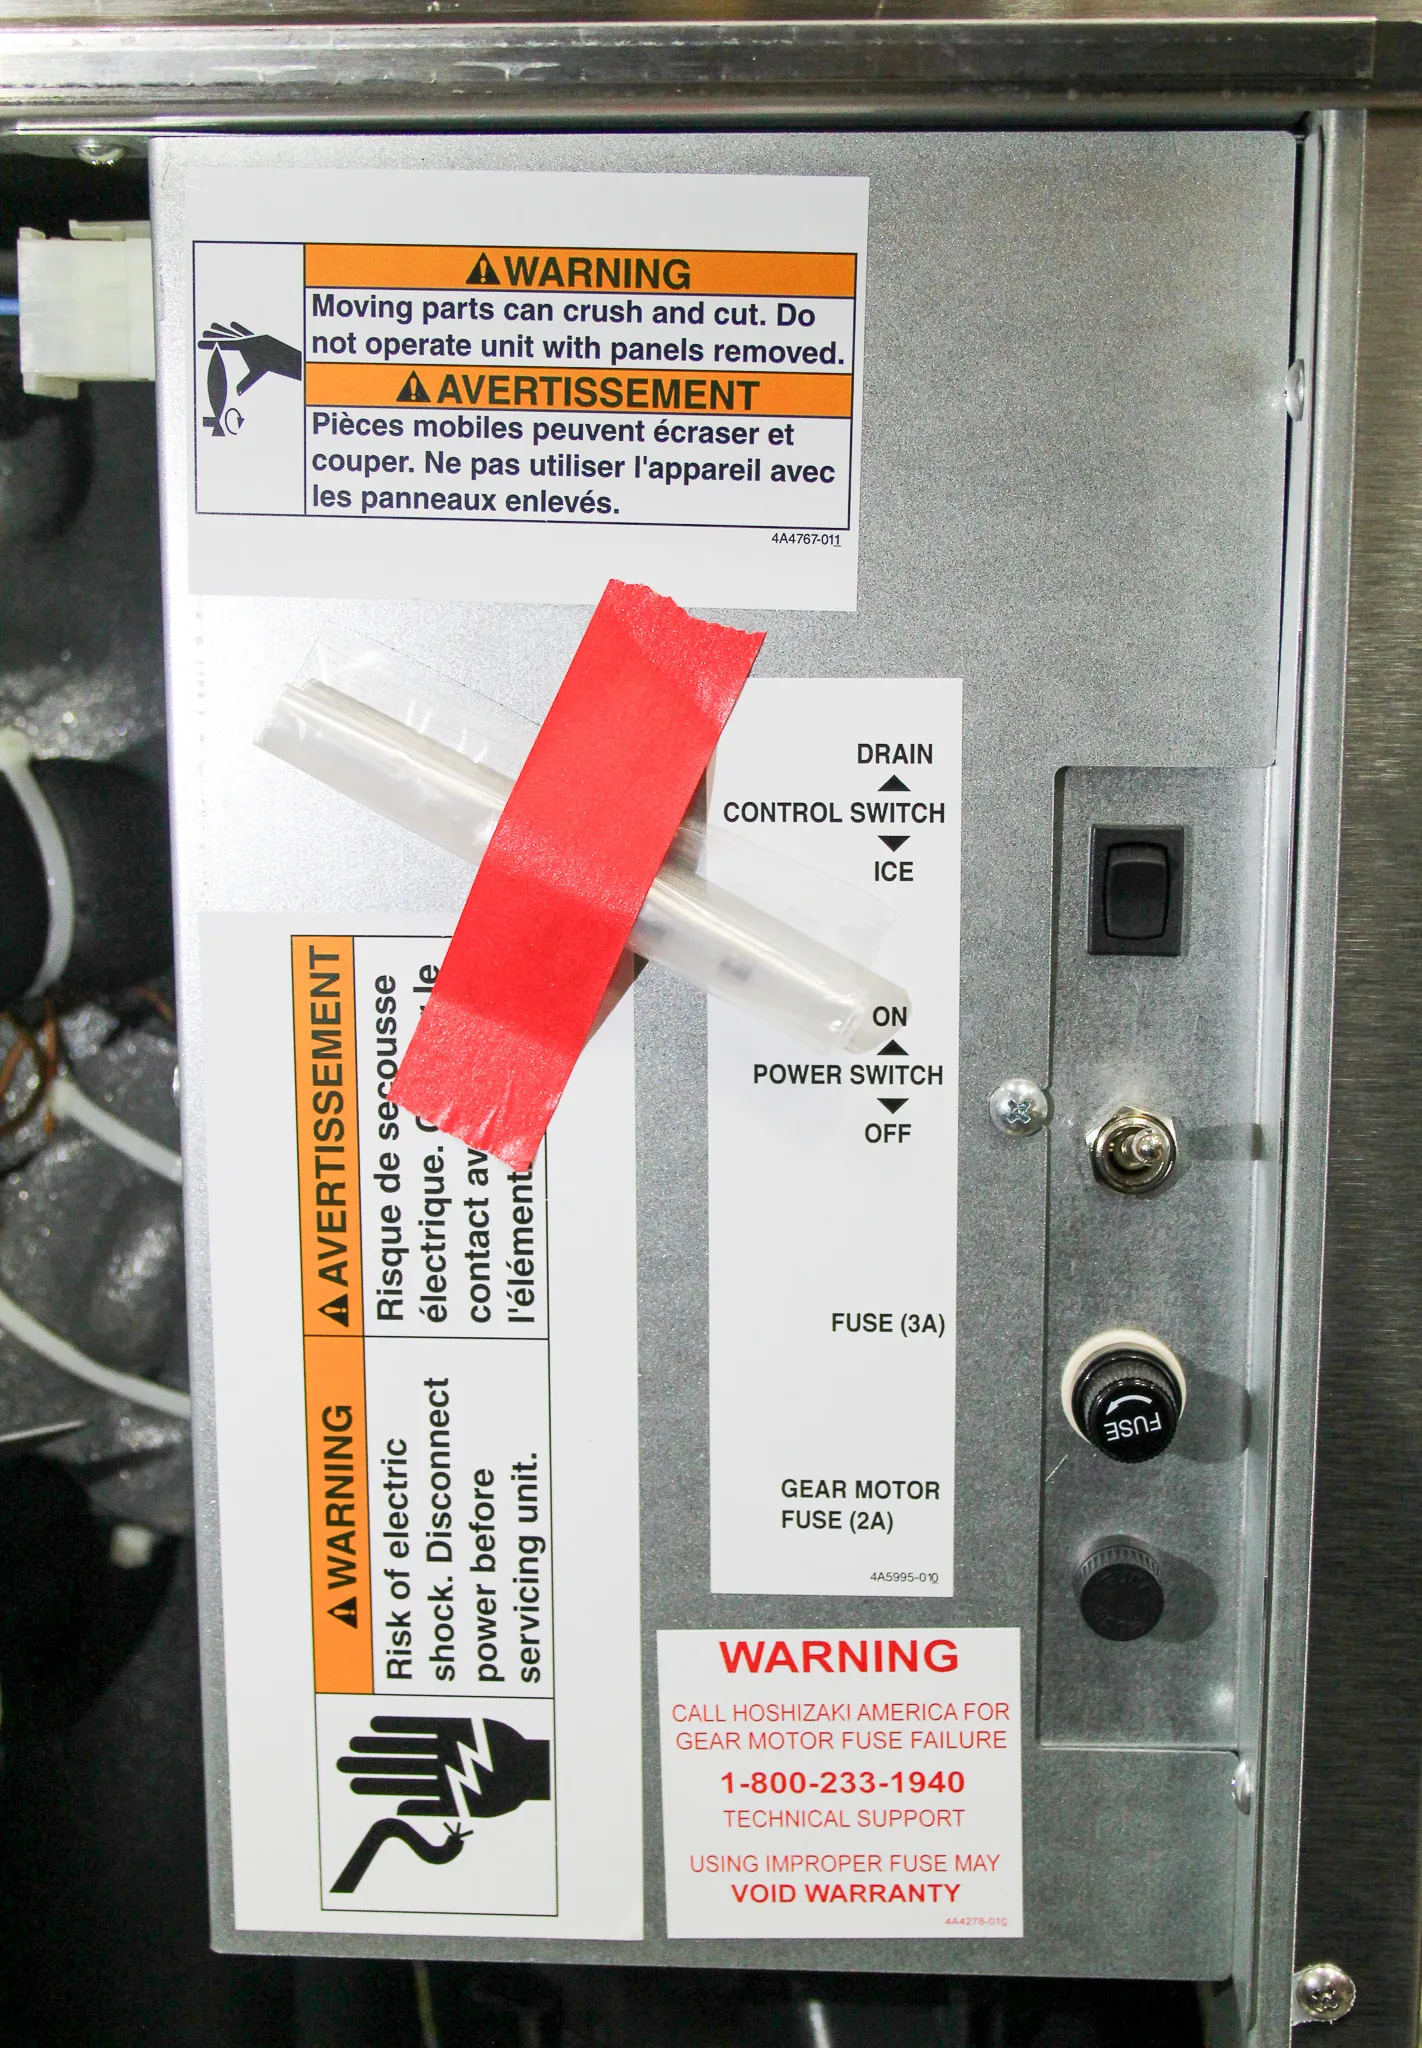 WARNING
Moving parts can crush and cut. Do
not operate unit with panels removed.
AVERTISSEMENT
Pièces mobiles peuvent écraser et
couper. Ne pas utiliser l'appareil avec
les panneaux enlevés.
4A4767-011
DRAIN
CONTROL SWITCH
ICE
ON
POWER SWITCH
OFF
FUSE (3A)
GEAR MOTOR
FUSE (2A)
4A5995-010
FUSE
AVERTISSEMENT
Risque de secousse
électrique. le
contact
l'élément.
WARNING
Risk of electric
shock. Disconnect
power before
servicing unit.
WARNING
CALL HOSHIZAKI AMERICA FOR
GEAR MOTOR FUSE FAILURE
1-800-233-1940
TECHNICAL SUPPORT
USING IMPROPER FUSE MAY
VOID WARRANTY
4A4278-010